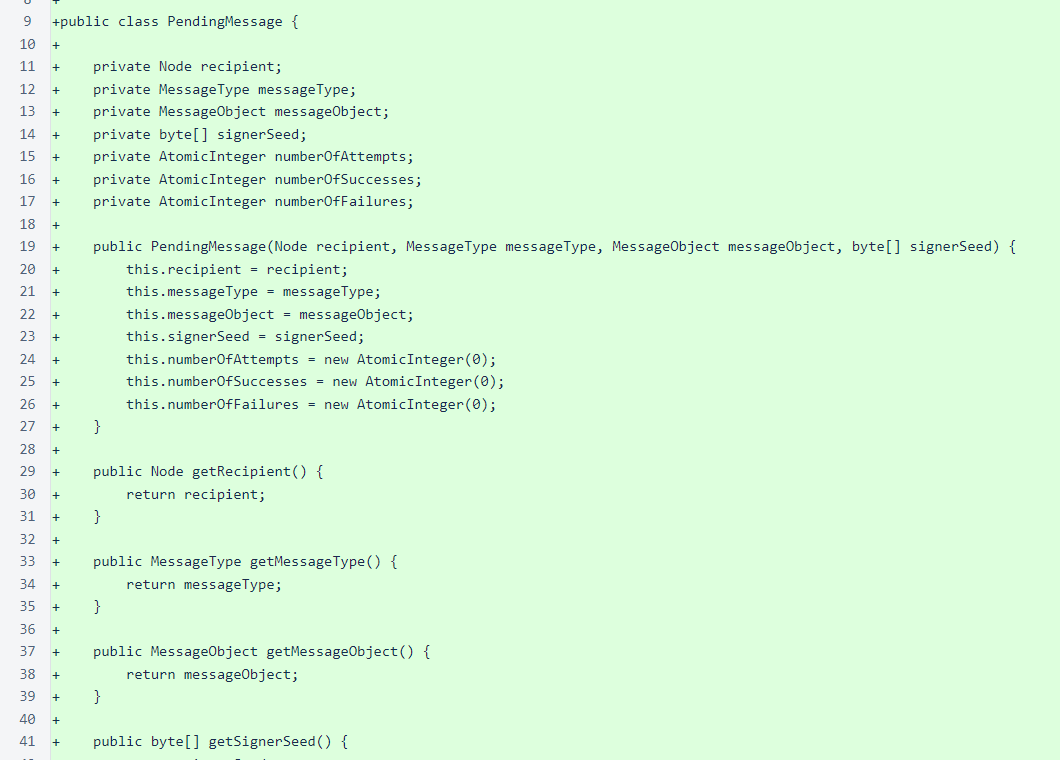 9 +public class PendingMessage {
10 +
11 +    private Node recipient;
12 +    private MessageType messageType;
13 +    private MessageObject messageObject;
14 +    private byte[] signerSeed;
15 +    private AtomicInteger numberOfAttempts;
16 +    private AtomicInteger numberOfSuccesses;
17 +    private AtomicInteger numberOfFailures;
18 +
19 +    public PendingMessage(Node recipient, MessageType messageType, MessageObject messageObject, byte[] signerSeed) {
20 +        this.recipient = recipient;
21 +        this.messageType = messageType;
22 +        this.messageObject = messageObject;
23 +        this.signerSeed = signerSeed;
24 +        this.numberOfAttempts = new AtomicInteger(0);
25 +        this.numberOfSuccesses = new AtomicInteger(0);
26 +        this.numberOfFailures = new AtomicInteger(0);
27 +    }
28 +
29 +    public Node getRecipient() {
30 +        return recipient;
31 +    }
32 +
33 +    public MessageType getMessageType() {
34 +        return messageType;
35 +    }
36 +
37 +    public MessageObject getMessageObject() {
38 +        return messageObject;
39 +    }
40 +
41 +    public byte[] getSignerSeed() {